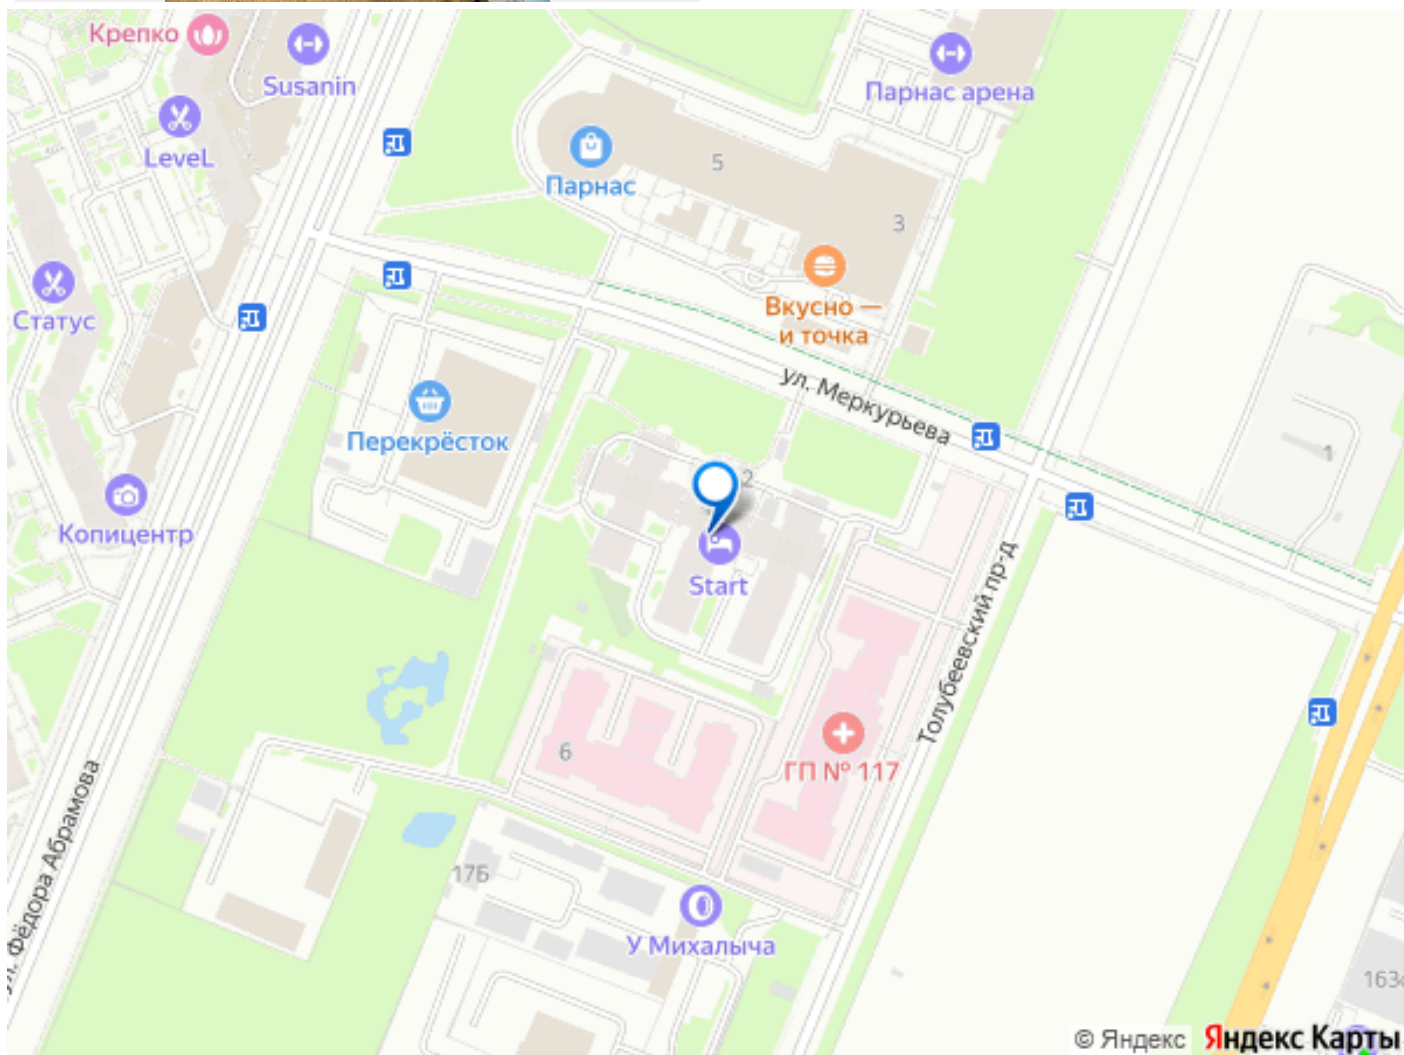 Крепко
Susanin
Парнас арена
LeveL
5
Парнас
3
Вкусно —
и точка
Статус
ул. Меркурьева
Перекрёсток
1
2
Копицентр
Start
Толубеевский пр-д
6
ГП № 117
ул. Фёдора Абрамова
17Б
У Михалыча
163
© Яндекс Яндекс Карты